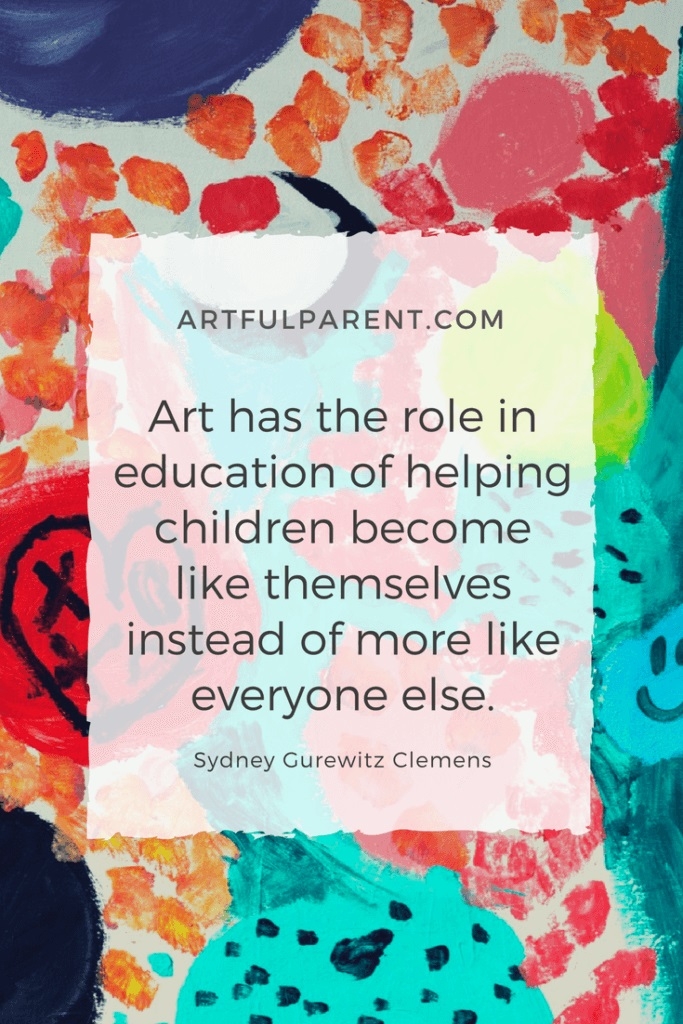 ARTFULPARENT.COM
Art has the role in
education of helping
children become
like themselves
instead of more like
everyone else.
Sydney Gurewitz Clemens